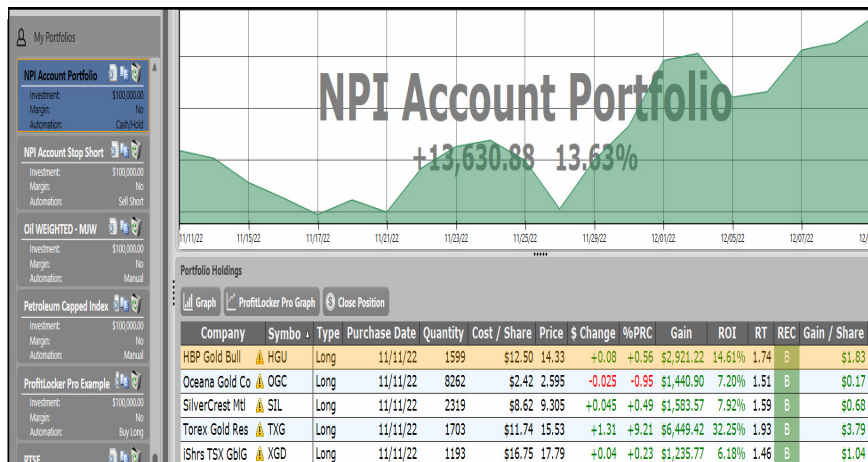 My Portfolios
NPI Account Portfolio
Investment: $100,000.00
Margin: No
Automation: Cash/Hold
NPI Account Stop Short
Investment: $100,000.00
Margin: No
Automation: Sell Short
Oil WEIGHTED - MJW
Investment: $100,000.00
Margin: No
Automation: Manual
Petroleum Capped Index
Investment: $100,000.00
Margin: No
Automation: Manual
ProfitLocker Pro Example
Investment: $100,000.00
Margin: No
Automation: Buy Long
NPI Account Portfolio
+13,630.88 13.63%
11/11/22 11/15/22 11/17/22 11/21/22 11/23/22 11/25/22 11/29/22 12/01/22 12/05/22 12/07/22 12/
Portfolio Holdings
Graph ProfitLocker Pro Graph Close Position
Company Symbo Type Purchase Date Quantity Cost / Share Price $ Change %PRC Gain ROI RT REC Gain / Share
HBP Gold Bull HGU Long 11/11/22 1599 $12.50 14.33 +0.08 +0.56 $2,921.22 14.61% 1.74 B $1.83
Oceana Gold Co OGC Long 11/11/22 8262 $2.42 2.595 -0.025 -0.95 $1,440.90 7.20% 1.51 B $0.17
SilverCrest Mtl SIL Long 11/11/22 2319 $8.62 9.305 +0.045 +0.49 $1,583.57 7.92% 1.59 B $0.68
Torex Gold Res TXG Long 11/11/22 1703 $11.74 15.53 +1.31 +9.21 $6,449.42 32.25% 1.93 B $3.79
iShrs TSX GblG XGD Long 11/11/22 1193 $16.75 17.79 +0.04 +0.23 $1,235.77 6.18% 1.46 B $1.04